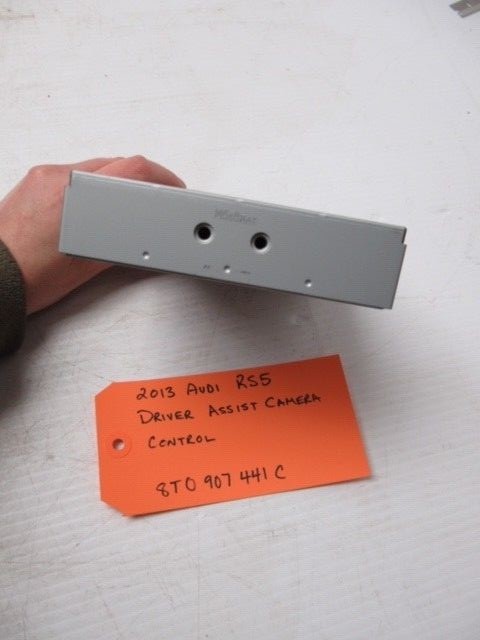 2013 AUDI RS5
DRIVER ASSIST CAMERA
CONTROL
8T0 907 441 C